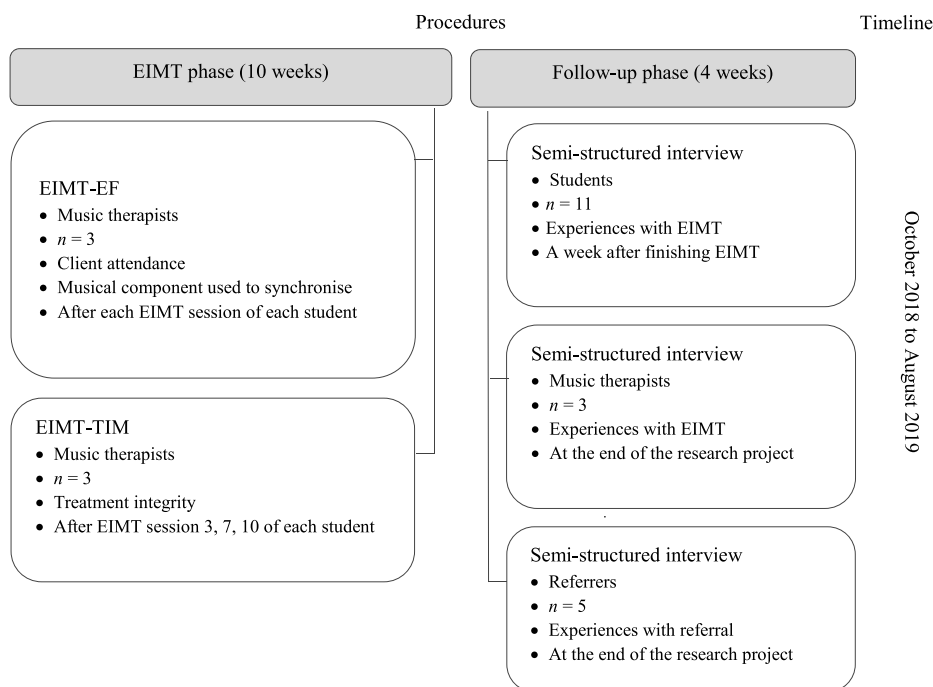 Procedures
Timeline
EIMT phase (10 weeks)
EIMT-EF
• Music therapists
• n = 3
• Client attendance
• Musical component used to synchronise
• After each EIMT session of each student
EIMT-TIM
• Music therapists
• n = 3
• Treatment integrity
• After EIMT session 3, 7, 10 of each student
Follow-up phase (4 weeks)
Semi-structured interview
• Students
• n = 11
• Experiences with EIMT
• A week after finishing EIMT
Semi-structured interview
• Music therapists
• n = 3
• Experiences with EIMT
• At the end of the research project
Semi-structured interview
• Referrers
• n = 5
• Experiences with referral
• At the end of the research project
October 2018 to August 2019